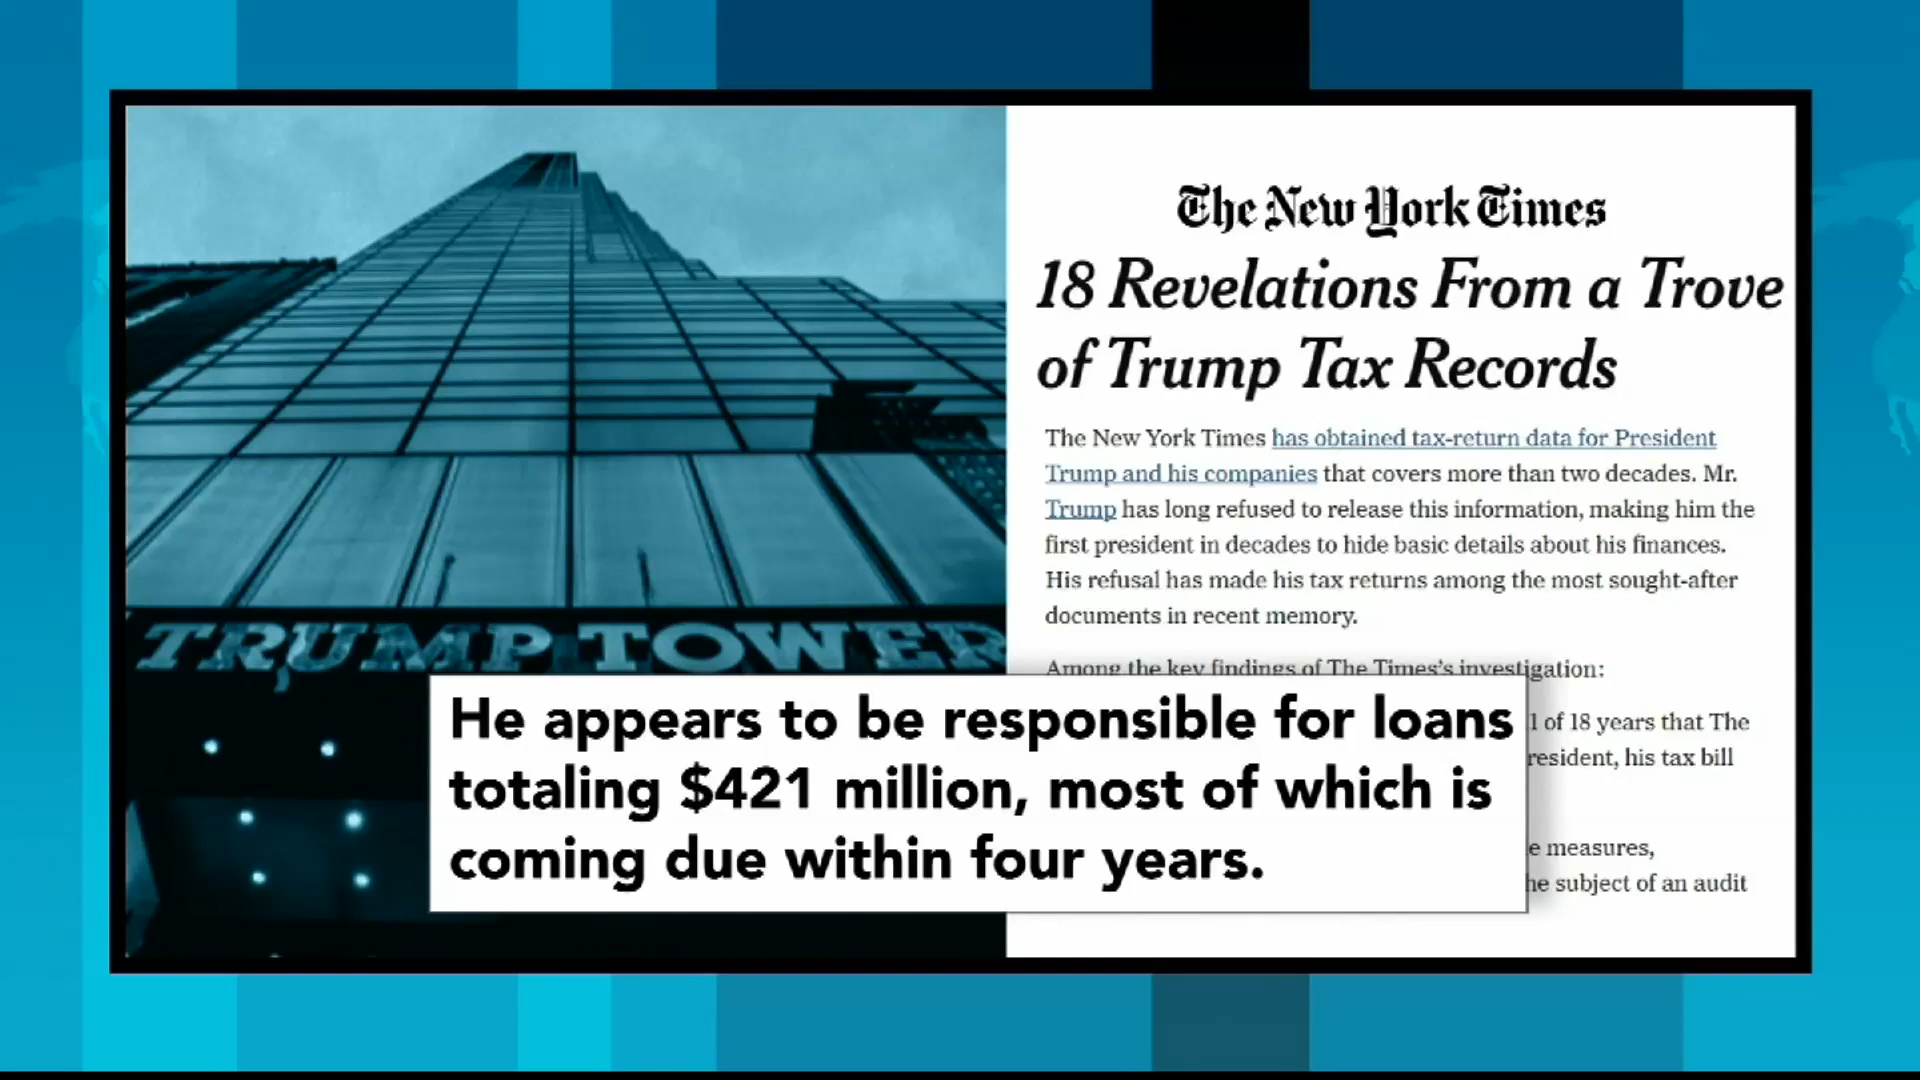 The New York Times
18 Revelations From a Trove
of Trump Tax Records
The New York Times has obtained tax-return data for President
Trump and his companies that covers more than two decades. Mr.
Trump has long refused to release this information, making him the
first president in decades to hide basic details about his finances.
His refusal has made his tax returns among the most sought-after
documents in recent memory.
Among the key findings of The Times's investigation:
of 18 years that The
his tax bill
measures,
subject of an audit
TRUMP TOWER
He appears to be responsible for loans
totaling $421 million, most of which is
coming due within four years.